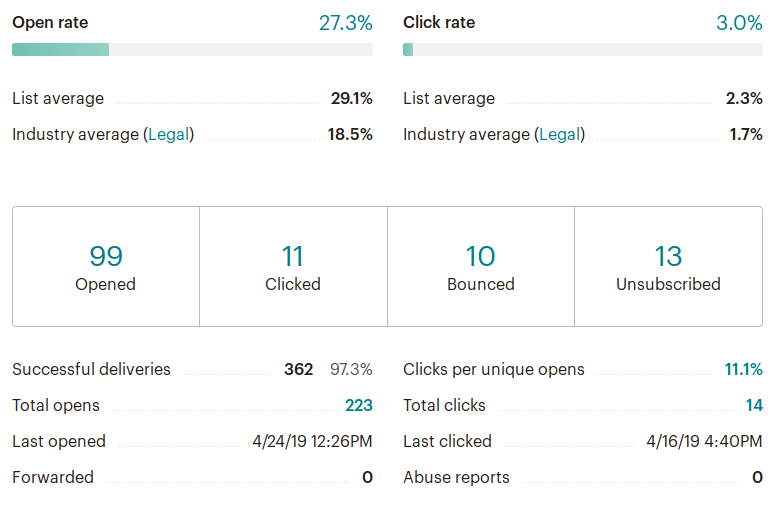 Open rate 27.3% Click rate 3.0%
List average 29.1% List average 2.3%
Industry average (Legal) 18.5% Industry average (Legal) 1.7%
99 11 10 13
Opened Clicked Bounced Unsubscribed
Successful deliveries 362 97.3% Clicks per unique opens 11.1%
Total opens 223 Total clicks 14
Last opened 4/24/19 12:26PM Last clicked 4/16/19 4:40PM
Forwarded 0 Abuse reports 0